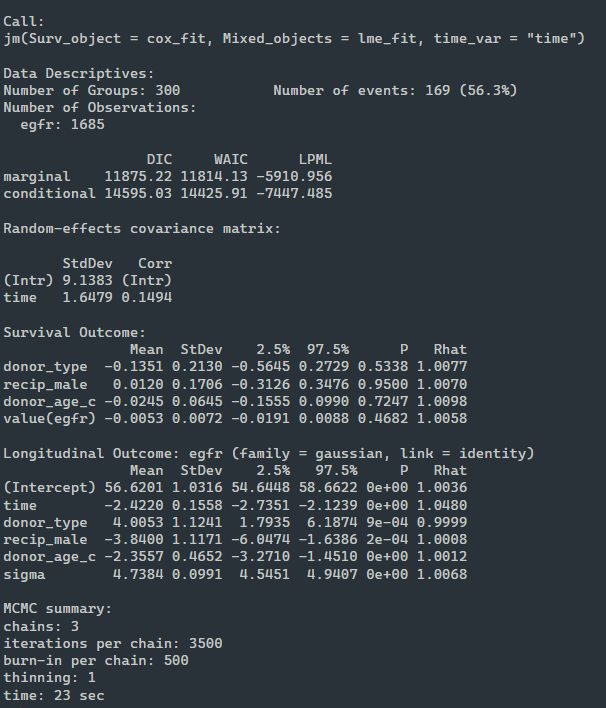 Call:
jm(Surv_object = cox_fit, Mixed_objects = lme_fit, time_var = "time")

Data Descriptives:
Number of Groups: 300           Number of events: 169 (56.3%)
Number of Observations:
  egfr: 1685

                 DIC     WAIC      LPML
marginal    11875.22 11814.13 -5910.956
conditional 14595.03 14425.91 -7447.485

Random-effects covariance matrix:

       StdDev   Corr
(Intr) 9.1383 (Intr)
time   1.6479 0.1494

Survival Outcome:
               Mean  StDev    2.5%  97.5%      P   Rhat
donor_type  -0.1351 0.2130 -0.5645 0.2729 0.5338 1.0077
recip_male   0.0120 0.1706 -0.3126 0.3476 0.9500 1.0070
donor_age_c -0.0245 0.0645 -0.1555 0.0990 0.7247 1.0098
value(egfr) -0.0053 0.0072 -0.0191 0.0088 0.4682 1.0058

Longitudinal Outcome: egfr (family = gaussian, link = identity)
               Mean  StDev    2.5%   97.5%     P   Rhat
(Intercept) 56.6201 1.0316 54.6448 58.6622 0e+00 1.0036
time        -2.4220 0.1558 -2.7351 -2.1239 0e+00 1.0480
donor_type   4.0053 1.1241  1.7935  6.1874 9e-04 0.9999
recip_male  -3.8400 1.1171 -6.0474 -1.6386 2e-04 1.0008
donor_age_c -2.3557 0.4652 -3.2710 -1.4510 0e+00 1.0012
sigma        4.7384 0.0991  4.5451  4.9407 0e+00 1.0068

MCMC summary:
chains: 3
iterations per chain: 3500
burn-in per chain: 500
thinning: 1
time: 23 sec